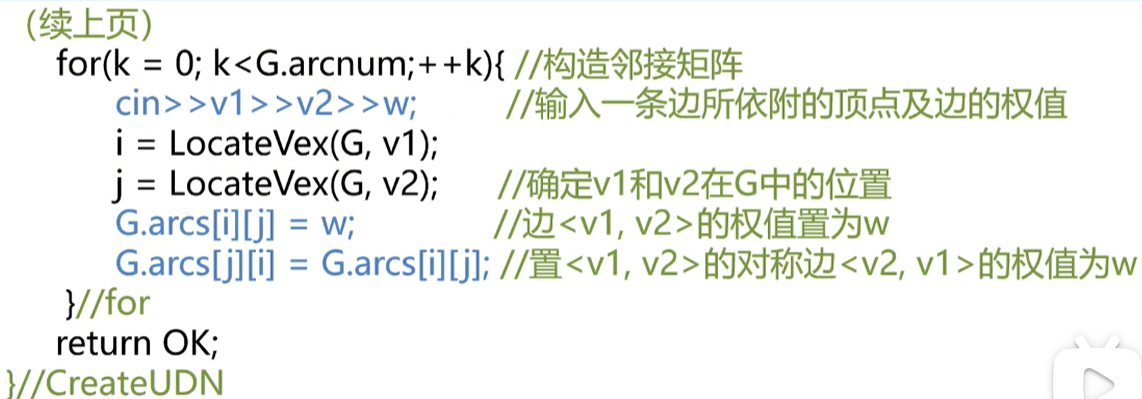 (续上页)
for(k = 0; k<G.arcnum;++k){ //构造邻接矩阵
cin>>v1>>v2>>w; //输入一条边所依附的顶点及边的权值
i = LocateVex(G, v1);
j = LocateVex(G, v2); //确定v1和v2在G中的位置
G.arcs[i][j] = w; //边<v1, v2>的权值置为w
G.arcs[j][i] = G.arcs[i][j]; //置<v1, v2>的对称边<v2, v1>的权值为w
}//for
return OK;
}//CreateUDN